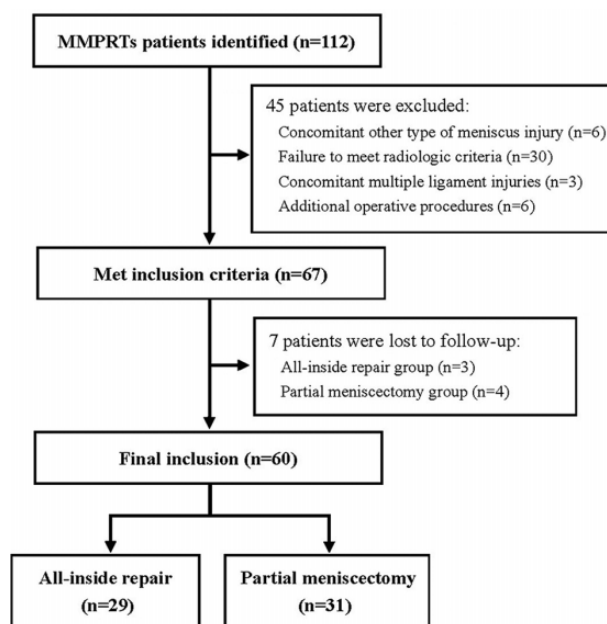 MMPRTs patients identified (n=112)
45 patients were excluded:
Concomitant other type of meniscus injury (n=6)
Failure to meet radiologic criteria (n=30)
Concomitant multiple ligament injuries (n=3)
Additional operative procedures (n=6)
Met inclusion criteria (n=67)
7 patients were lost to follow-up:
All-inside repair group (n=3)
Partial meniscectomy group (n=4)
Final inclusion (n=60)
All-inside repair
(n=29)
Partial meniscectomy
(n=31)